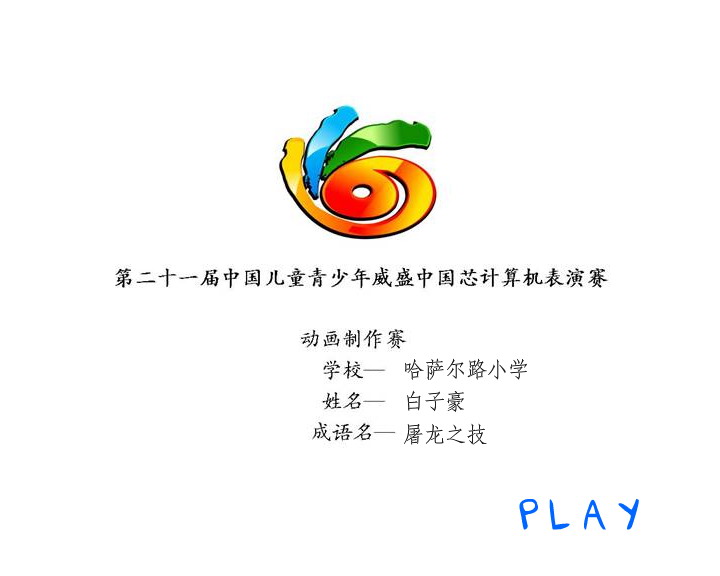 第二十一届中国儿童青少年威盛中国芯计算机表演赛
动画制作赛
学校— 哈萨尔路小学
姓名— 白子豪
成语名— 屠龙之技
PLAY